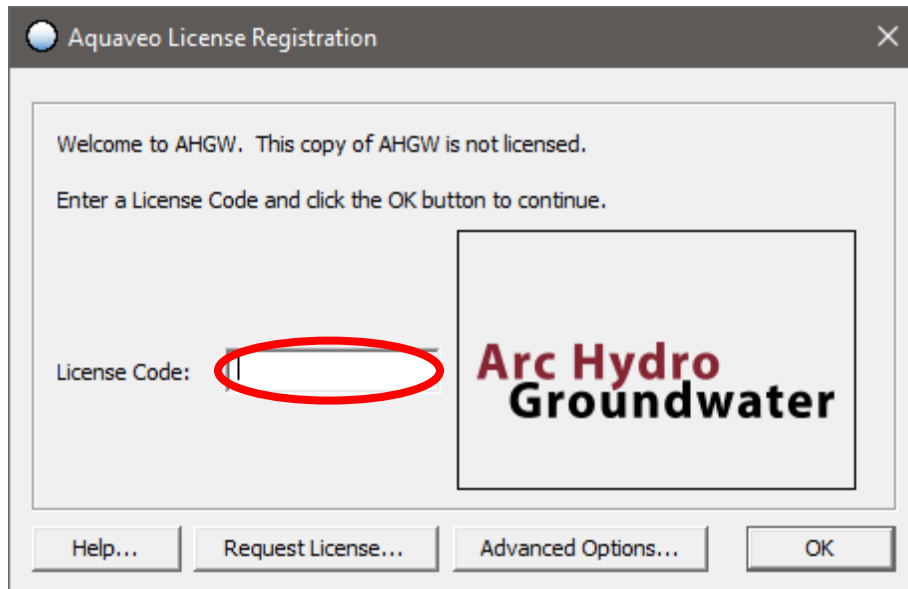 Aquaveo License Registration
Welcome to AHGW. This copy of AHGW is not licensed.
Enter a License Code and click the OK button to continue.
License Code:
Arc Hydro
Groundwater
Help...
Request License...
Advanced Options...
OK